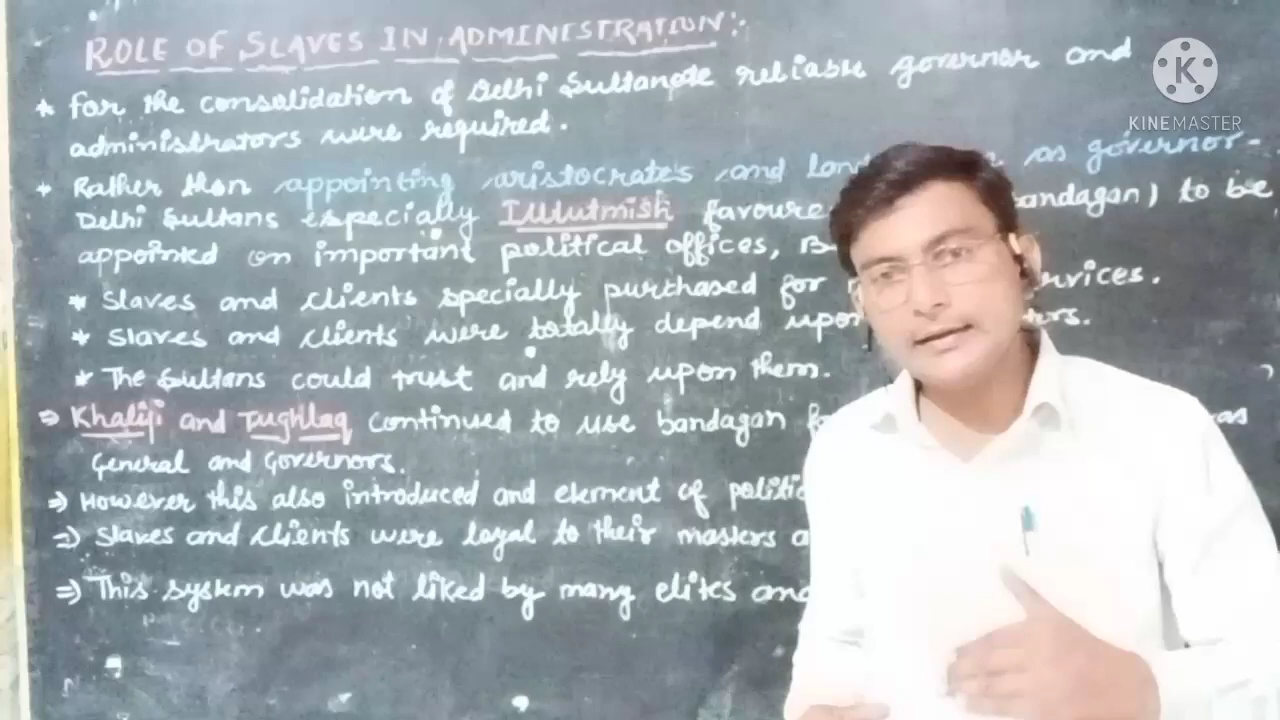 ROLE OF SLAVES IN ADMINISTRATION :-
* For the consolidation of Delhi Sultanate reliable governor and
administrators were required.
* Rather than appointing aristocrates and as governor-
Delhi Sultans especially Illutmish bandagan) to be
appointed on important political offices,
* Slaves and clients specially purchased for
* Slaves and clients were totally depend upon
* The Sultans could trust and rely upon them.
⇒ Khaliji and Tughlaq continued to use bandagan as
General and Governors.
⇒ However this also introduced and element of
⇒ Slaves and clients were loyal to their masters
⇒ This system was not liked by many elites and
K
KINEMASTER